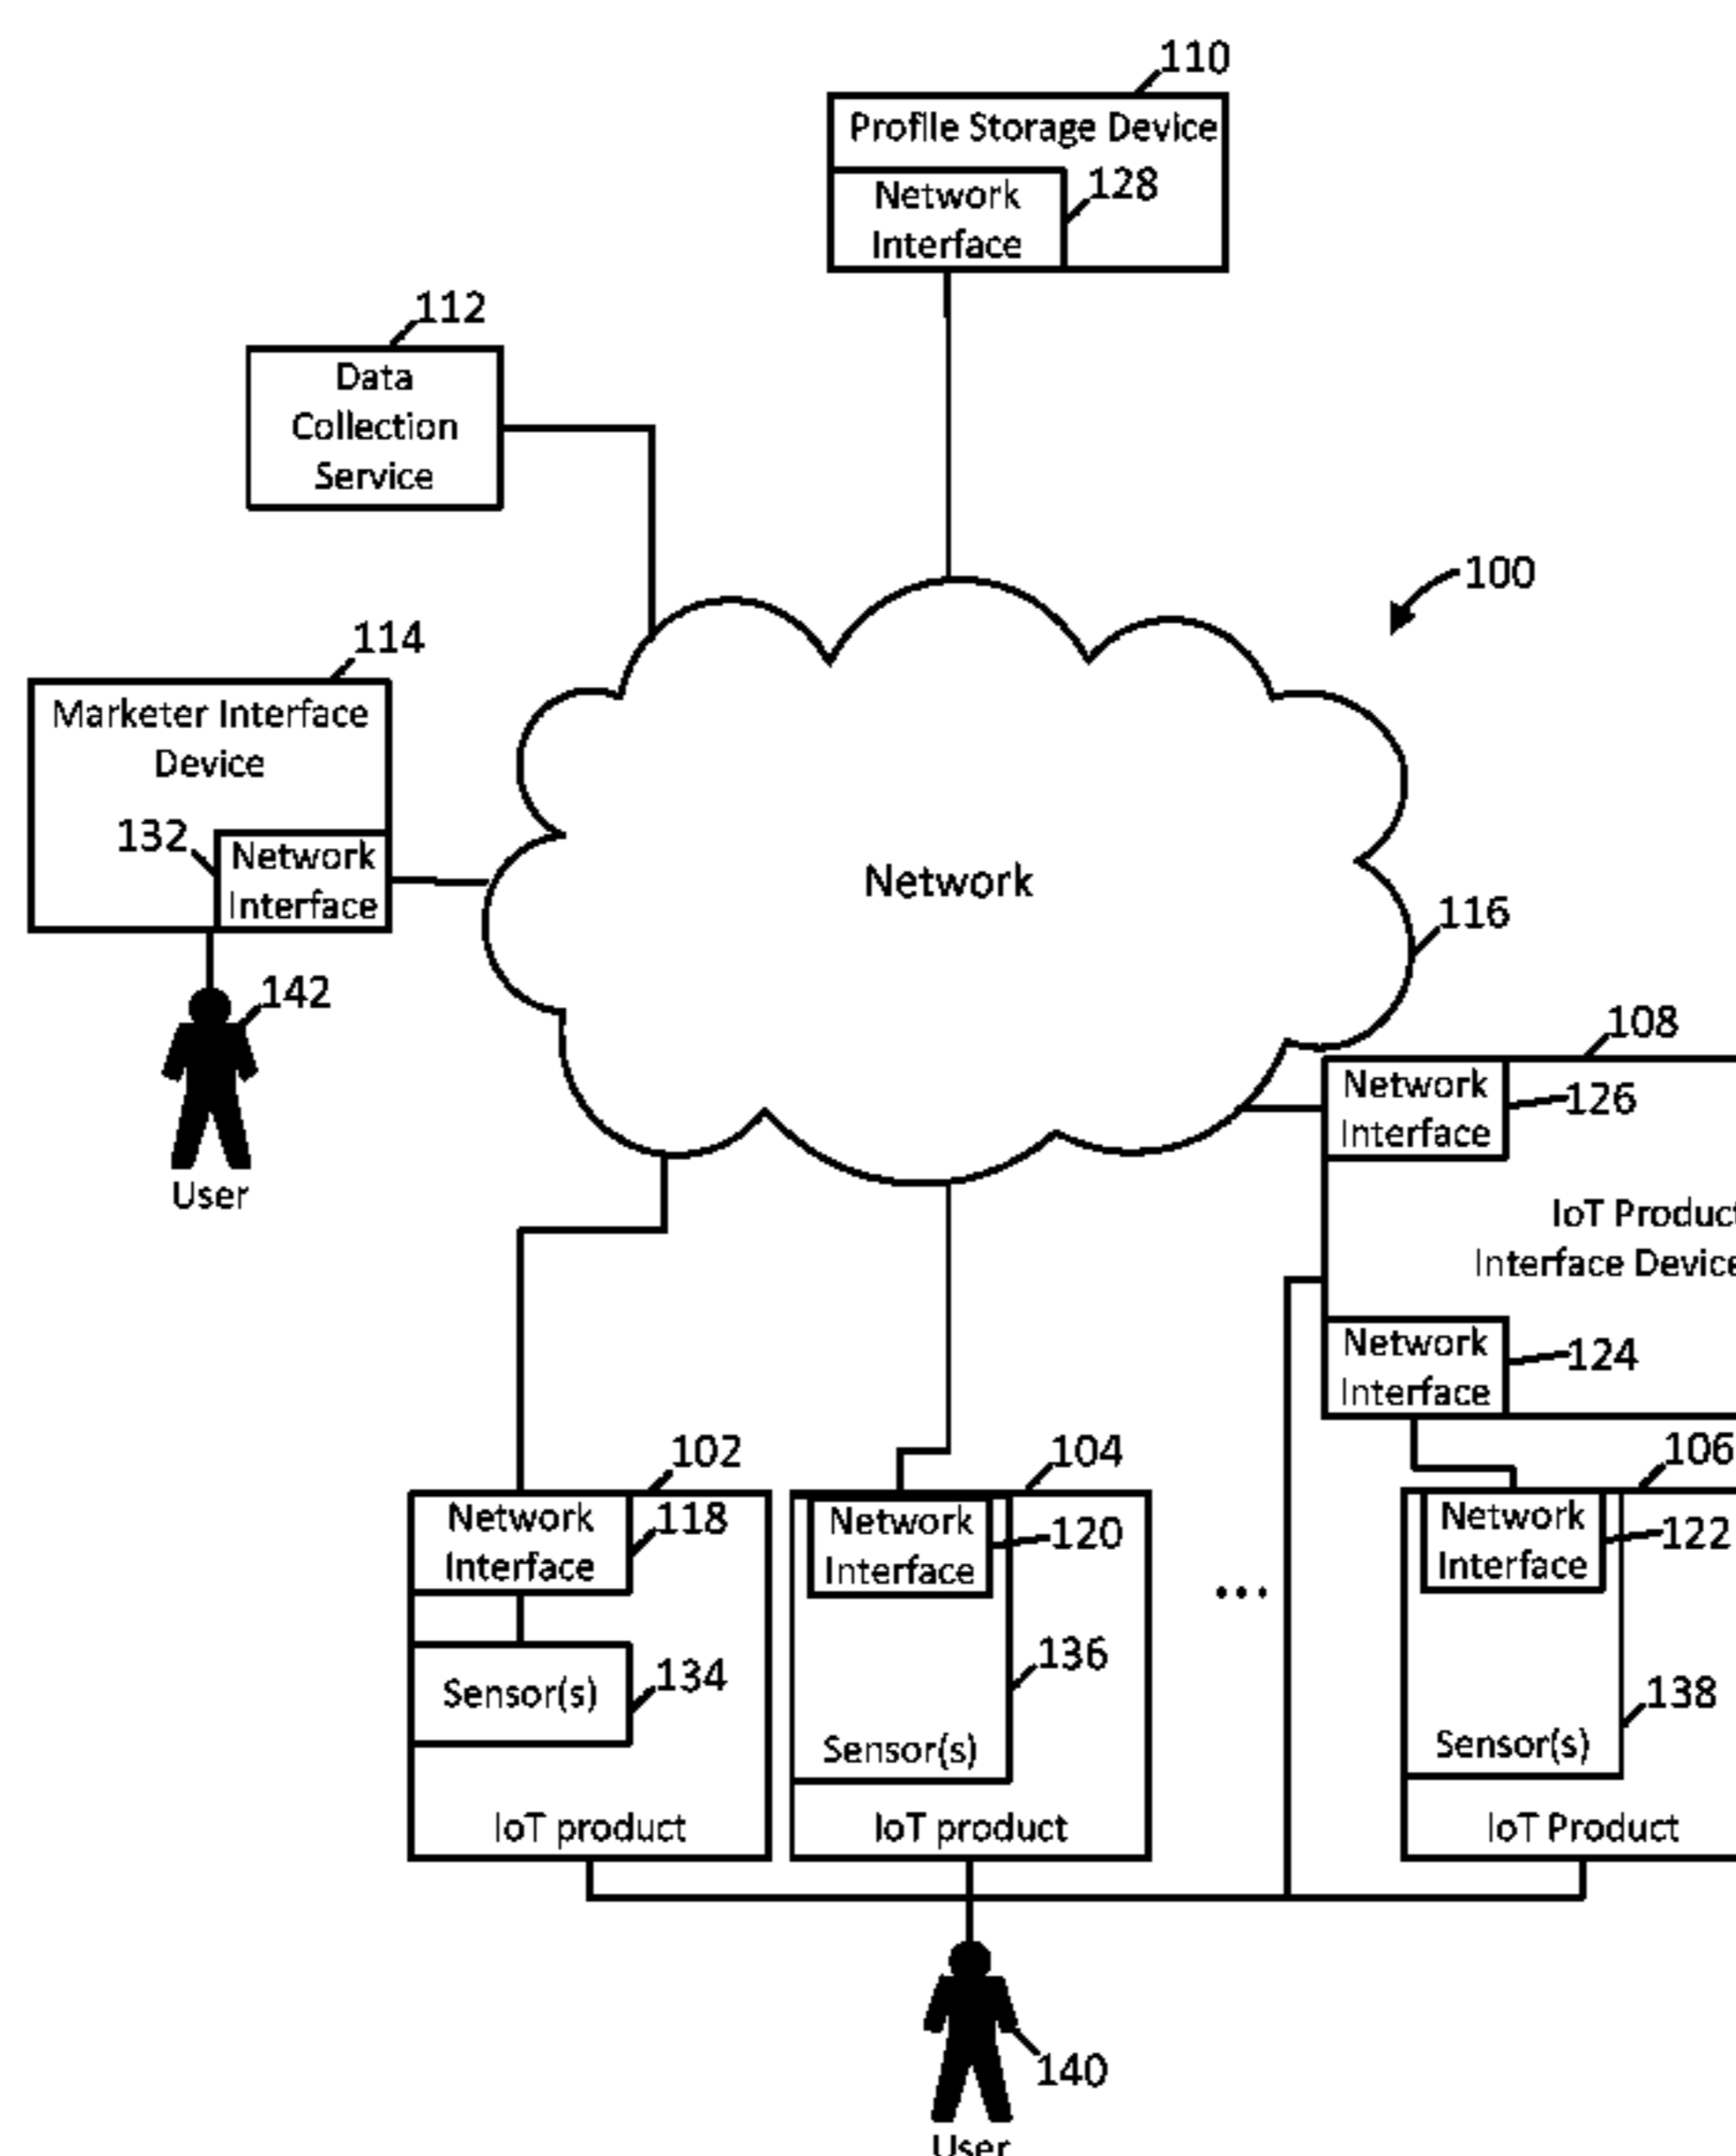 110
Profile Storage Device
128
Network
Interface
112
Data
Collection
Service
100
114
Marketer Interface
Device
132
Network
Interface
Network
116
142
User
108
Network
Interface
126
IoT Product
Interface Device
Network
Interface
124
102
104
106
Network
Interface
118
Network
Interface
120
Network
Interface
122
...
134
Sensor(s)
136
138
Sensor(s)
Sensor(s)
IoT product
IoT product
IoT Product
140
User